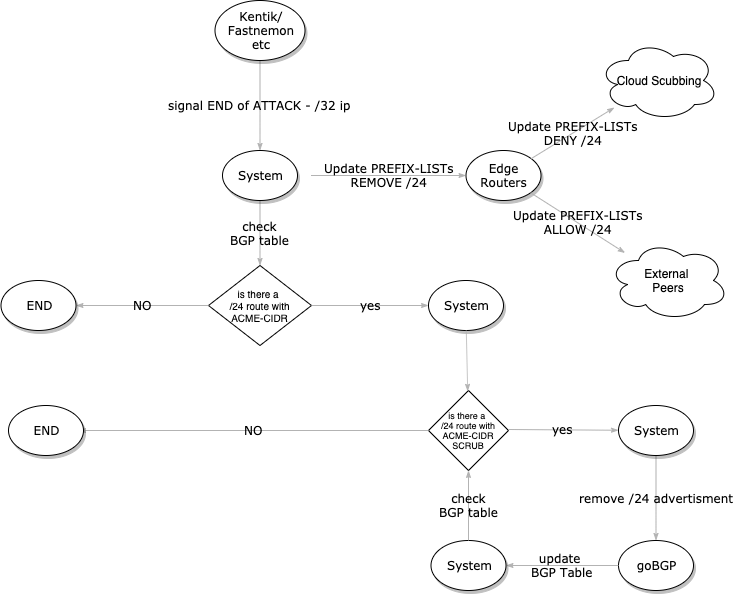 Kentik/
Fastnemon
etc
Cloud Scubbing
signal END of ATTACK - /32 ip
Update PREFIX-LISTs
DENY /24
System
Update PREFIX-LISTs
REMOVE /24
Edge
Routers
Update PREFIX-LISTs
ALLOW /24
check
BGP table
External
Peers
END
NO
is there a
/24 route with
ACME-CIDR
yes
System
END
NO
is there a
/24 route with
ACME-CIDR
SCRUB
yes
System
check
BGP table
remove /24 advertisment
System
update
BGP Table
goBGP